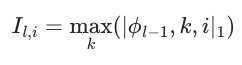 $I_{l,i} = \max_{k}(|\phi_{l-1}, k, i|_1)$